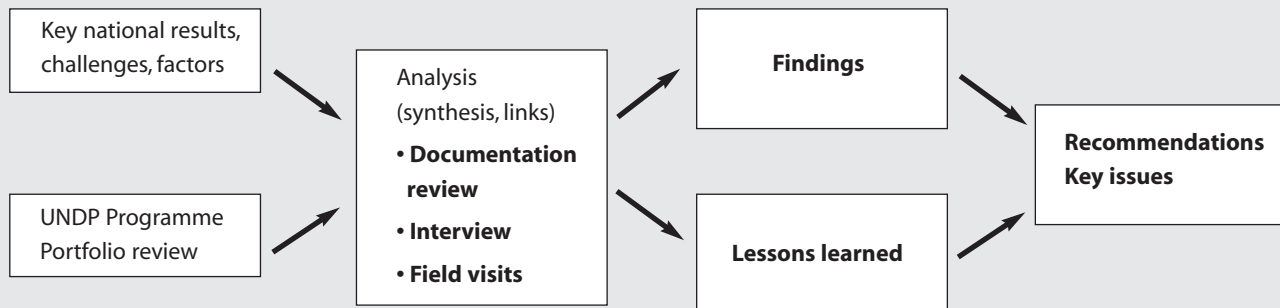 Key national results,
challenges, factors
UNDP Programme
Portfolio review
Analysis
(synthesis, links)
• Documentation
review
• Interview
• Field visits
Findings
Lessons learned
Recommendations
Key issues